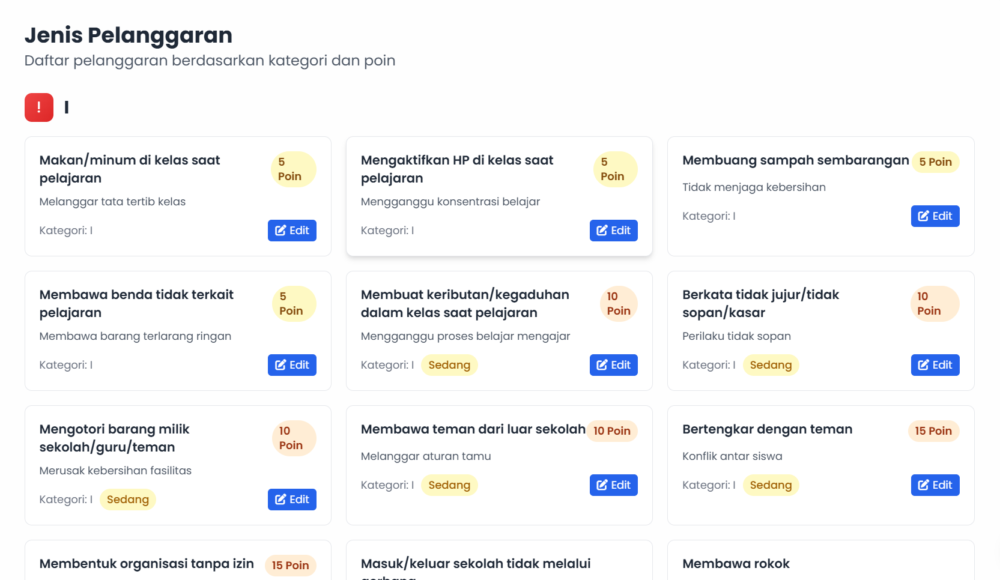 Jenis Pelanggaran
Daftar pelanggaran berdasarkan kategori dan poin
!
I
Makan/minum di kelas saat
pelajaran
5
Poin
Melanggar tata tertib kelas
Kategori: I
Edit
Mengaktifkan HP di kelas saat
pelajaran
5
Poin
Mengganggu konsentrasi belajar
Kategori: I
Edit
Membuang sampah sembarangan
5 Poin
Tidak menjaga kebersihan
Kategori: I
Edit
Membawa benda tidak terkait
pelajaran
5
Poin
Membawa barang terlarang ringan
Kategori: I
Edit
Membuat keributan/kegaduhan
dalam kelas saat pelajaran
10
Poin
Mengganggu proses belajar mengajar
Kategori: I
Sedang
Edit
Berkata tidak jujur/tidak
sopan/kasar
10
Poin
Perilaku tidak sopan
Kategori: I
Sedang
Edit
Mengotori barang milik
sekolah/guru/teman
10
Poin
Merusak kebersihan fasilitas
Kategori: I
Sedang
Edit
Membawa teman dari luar sekolah
10 Poin
Melanggar aturan tamu
Kategori: I
Sedang
Edit
Bertengkar dengan teman
15 Poin
Konflik antar siswa
Kategori: I
Sedang
Edit
Membentuk organisasi tanpa izin
15 Poin
Masuk/keluar sekolah tidak melalui
Membawa rokok